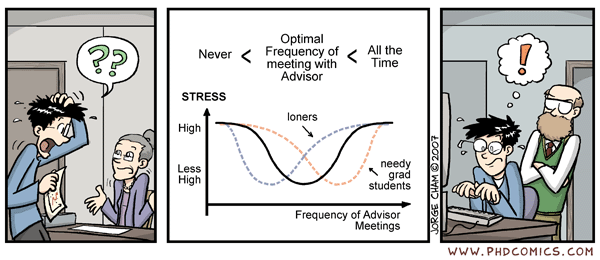 ??
Never < Optimal Frequency of meeting with Advisor < All the Time
STRESS
High
Less
High
loners
needy
grad
students
Frequency of Advisor
Meetings
JORGE CHAM © 2007
!
WWW.PHDCOMICS.COM